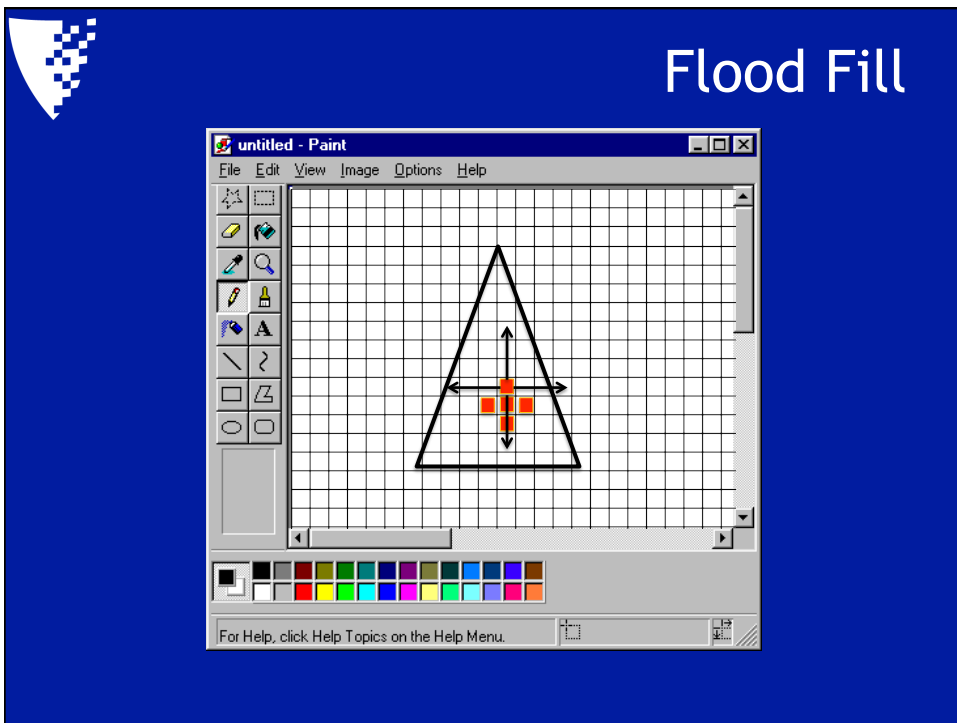 Flood Fill
untitled - Paint
File Edit View Image Options Help
A
For Help, click Help Topics on the Help Menu.